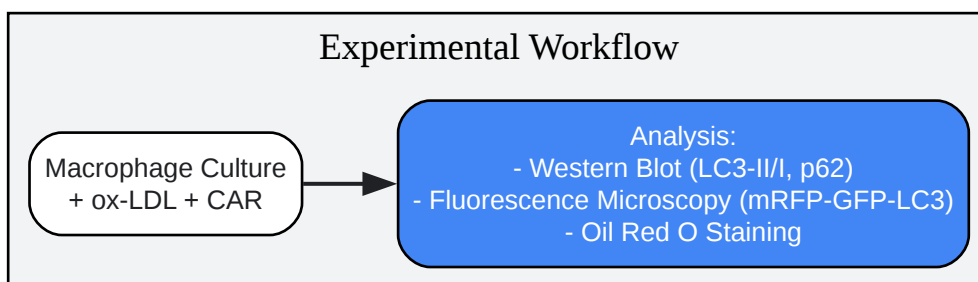 Experimental Workflow
Macrophage Culture
+ ox-LDL + CAR
Analysis:
- Western Blot (LC3-II/I, p62)
- Fluorescence Microscopy (mRFP-GFP-LC3)
- Oil Red O Staining